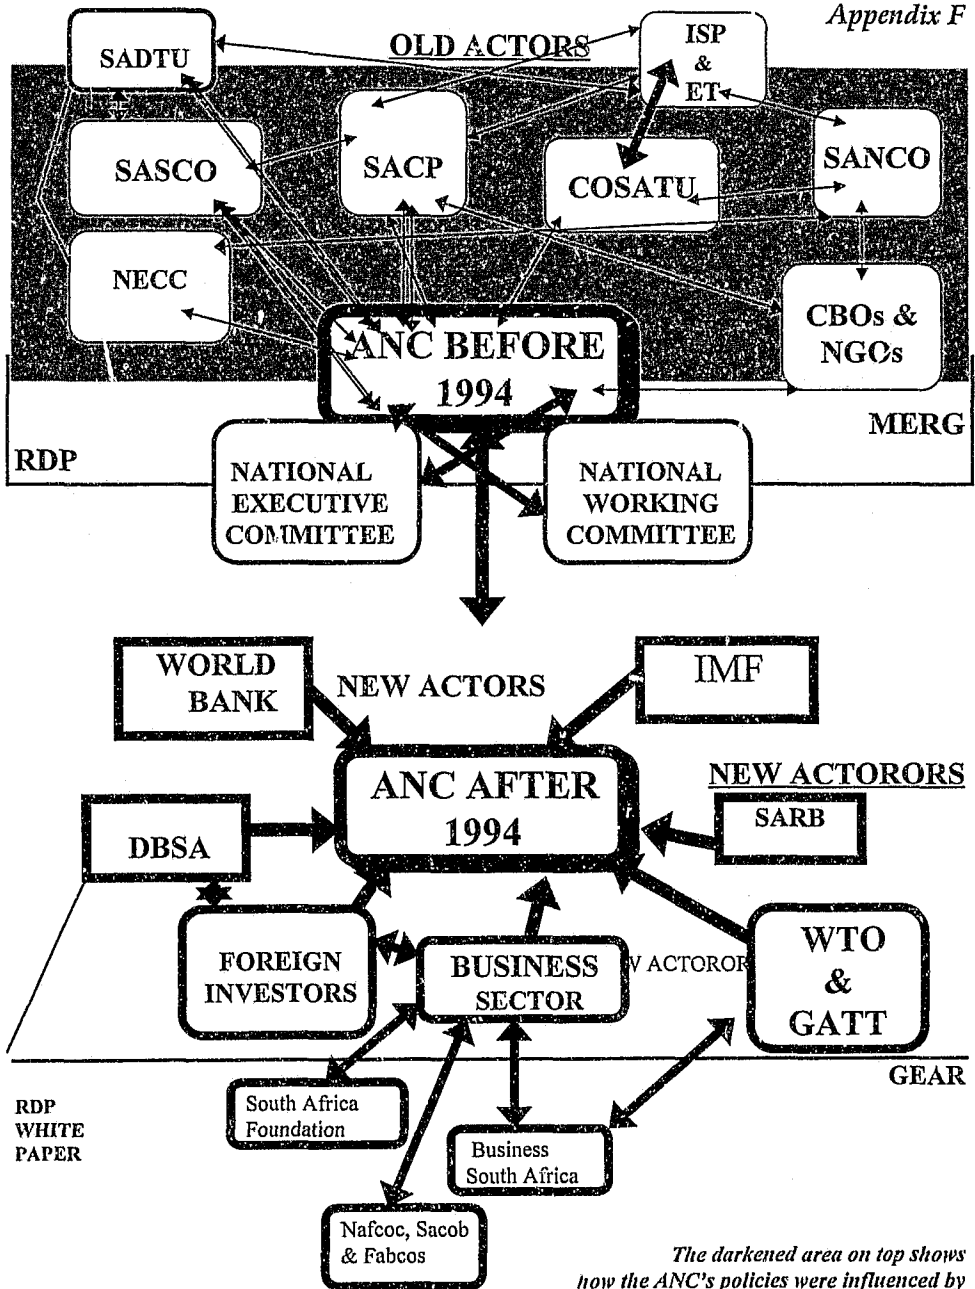 Appendix F
OLD ACTORS
SADTU
ISP
&
ET
SASCO
SACP
COSATU
SANCO
NECC
CBOs &
NGOs
ANC BEFORE
1994
RDP
MERG
NATIONAL
EXECUTIVE
COMMITTEE
NATIONAL
WORKING
COMMITTEE
WORLD
BANK
NEW ACTORS
IMF
ANC AFTER
1994
NEW ACTORORS
SARB
DBSA
FOREIGN
INVESTORS
BUSINESS
SECTOR
V ACTOROR
WTO
&
GATT
GEAR
RDP
WHITE
PAPER
South Africa
Foundation
Business
South Africa
Nafcoc, Sacob
& Fabcos
The darkened area on top shows
how the ANC's policies were influenced by